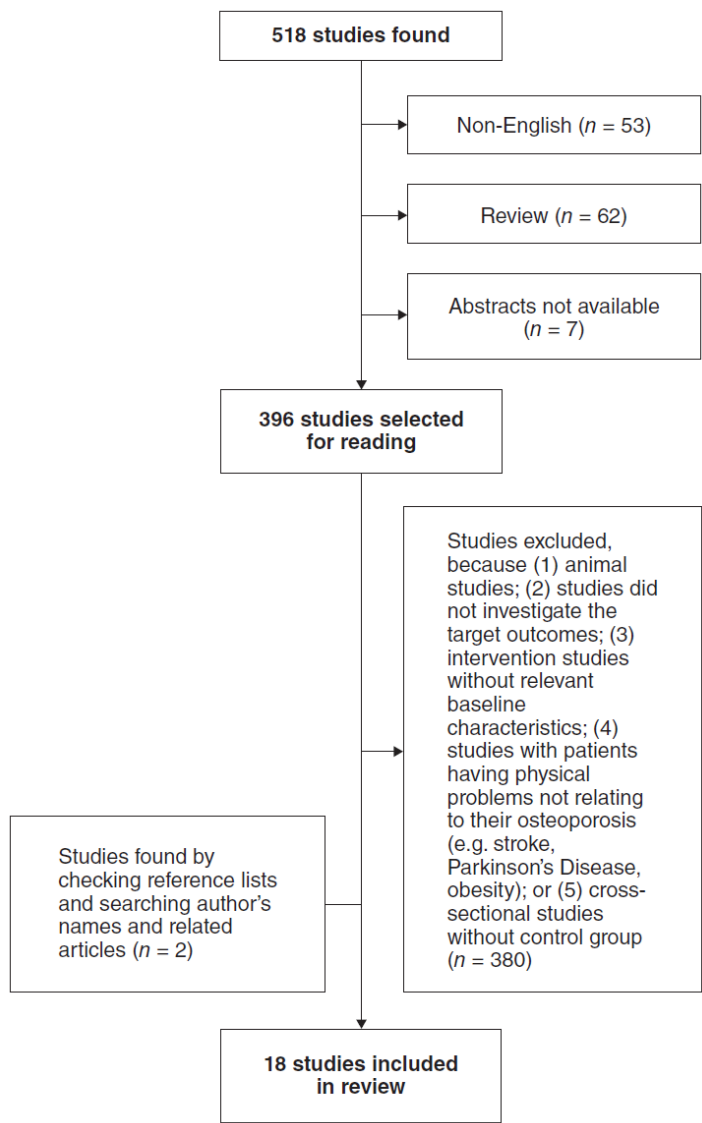 518 studies found
Non-English (n = 53)
Review (n = 62)
Abstracts not available
(n = 7)
396 studies selected
for reading
Studies excluded,
because (1) animal
studies; (2) studies did
not investigate the
target outcomes; (3)
intervention studies
without relevant
baseline
characteristics; (4)
studies with patients
having physical
problems not relating
to their osteoporosis
(e.g. stroke,
Parkinson's Disease,
obesity); or (5) cross-
sectional studies
without control group
(n = 380)
Studies found by
checking reference lists
and searching author's
names and related
articles (n = 2)
18 studies included
in review